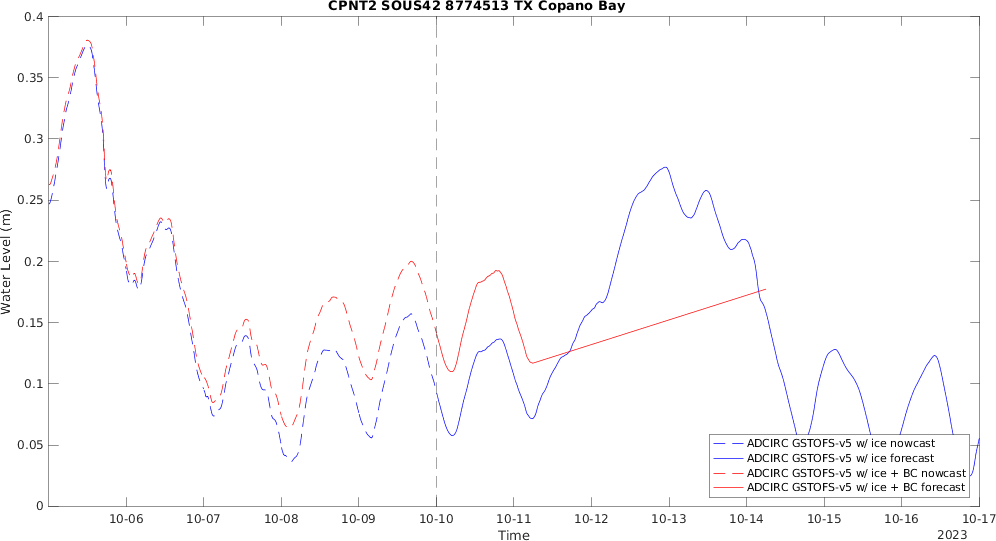 CPNT2 SOUS42 8774513 TX Copano Bay
0.4
0.35
0.3
0.25
0.2
0.15
0.1
0.05
0
Water Level (m)
ADCIRC GSTOFS-v5 w/ ice nowcast
ADCIRC GSTOFS-v5 w/ ice forecast
ADCIRC GSTOFS-v5 w/ ice + BC nowcast
ADCIRC GSTOFS-v5 w/ ice + BC forecast
10-06 10-07 10-08 10-09 10-10 10-11 10-12 10-13 10-14 10-15 10-16 10-17
Time
2023